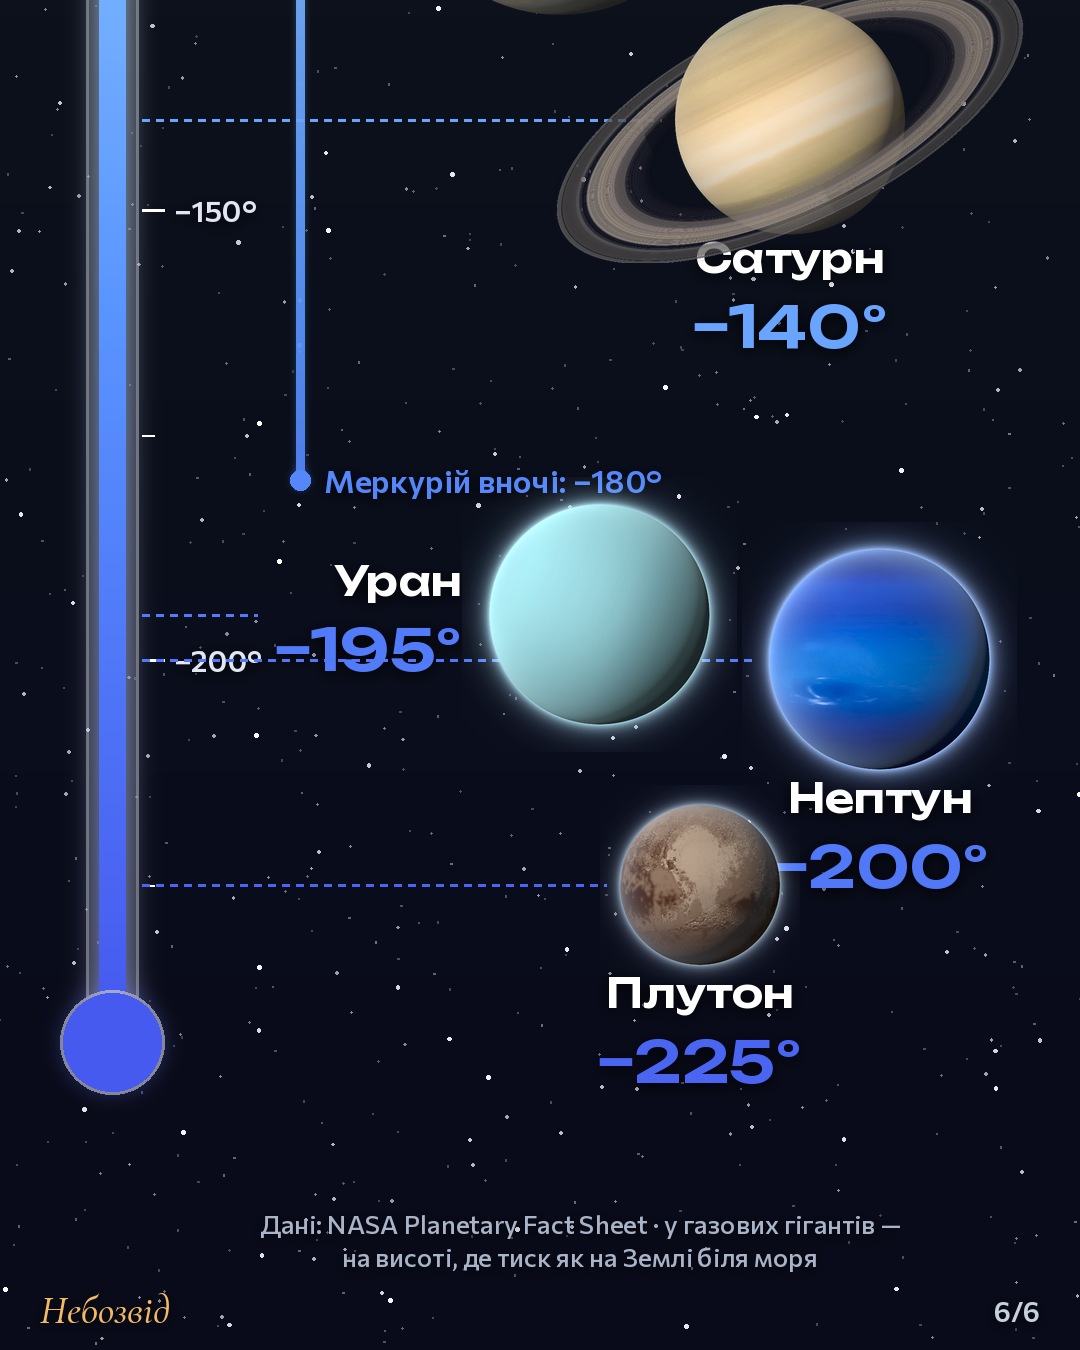 −150°
Сатурн
−140°
Меркурій вночі: −180°
Уран
−195°
−200°
Нептун
−200°
Плутон
−225°
Дані: NASA Planetary Fact Sheet · у газових гігантів —
на висоті, де тиск як на Землі біля моря
Небозвід
6/6